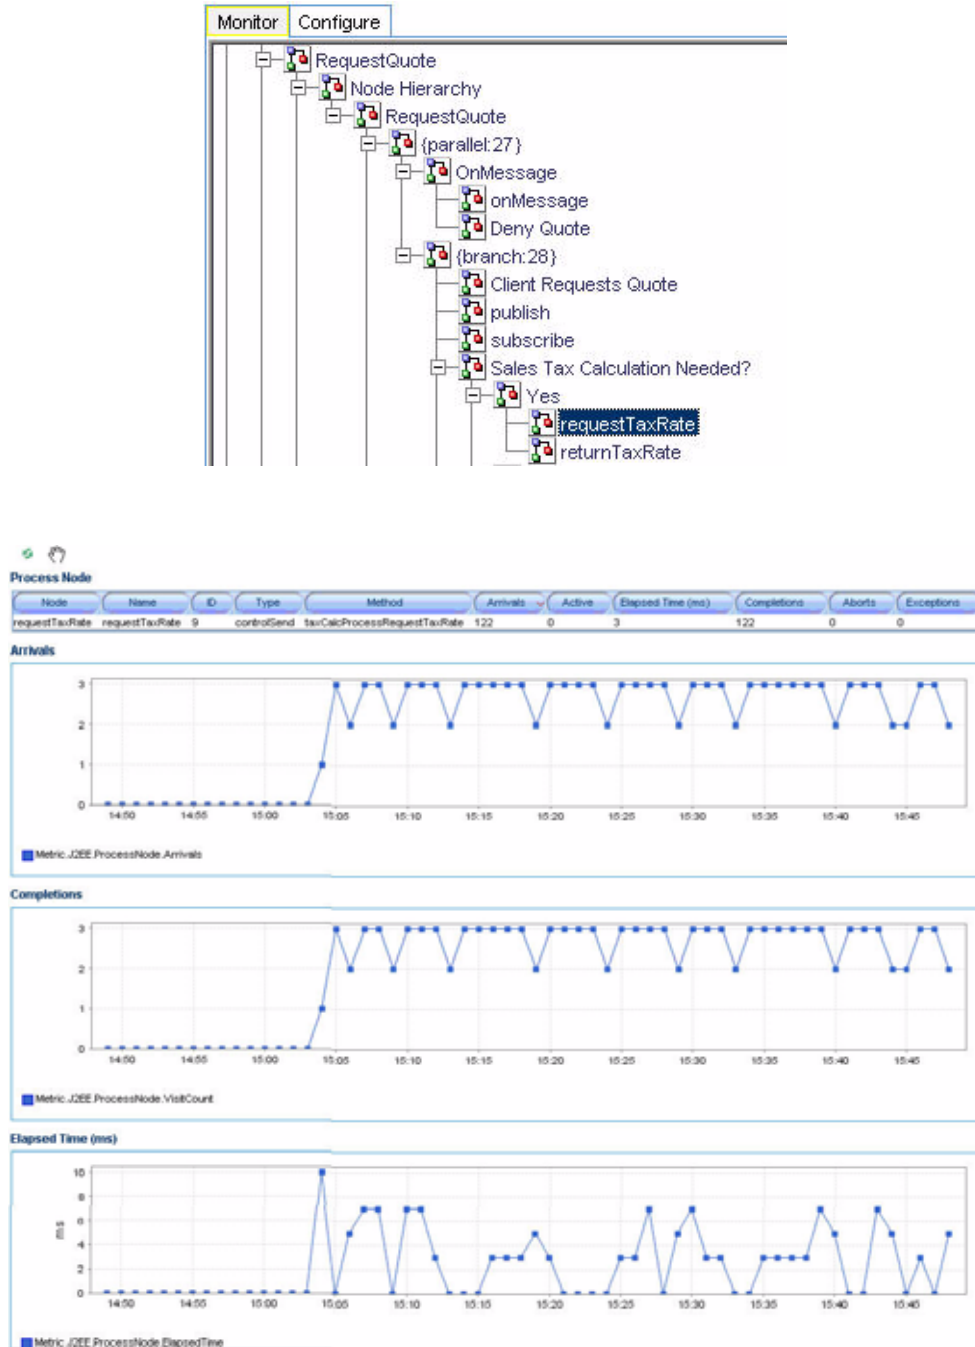 Monitor Configure
RequestQuote
Node Hierarchy
RequestQuote
{parallel:27}
OnMessage
onMessage
Deny Quote
{branch:28}
Client Requests Quote
publish
subscribe
Sales Tax Calculation Needed?
Yes
requestTaxRate
returnTaxRate
Process Node
Node Name ID Type Method Arrivals Active Elapsed Time (ms) Completions Aborts Exceptions
requestTaxRate requestTaxRate 9 controlSend taxCalcProcessRequestTaxRate 122 0 3 122 0 0
Arrivals
3
2
1
0
14:50 14:55 15:00 15:05 15:10 15:15 15:20 15:25 15:30 15:35 15:40 15:45
Metric.J2EE.ProcessNode.Arrivals
Completions
3
2
1
0
14:50 14:55 15:00 15:05 15:10 15:15 15:20 15:25 15:30 15:35 15:40 15:45
Metric.J2EE.ProcessNode.VisitCount
Elapsed Time (ms)
10
8
6
4
2
0
ms
14:50 14:55 15:00 15:05 15:10 15:15 15:20 15:25 15:30 15:35 15:40 15:45
Metric.J2EE.ProcessNode.ElapsedTime